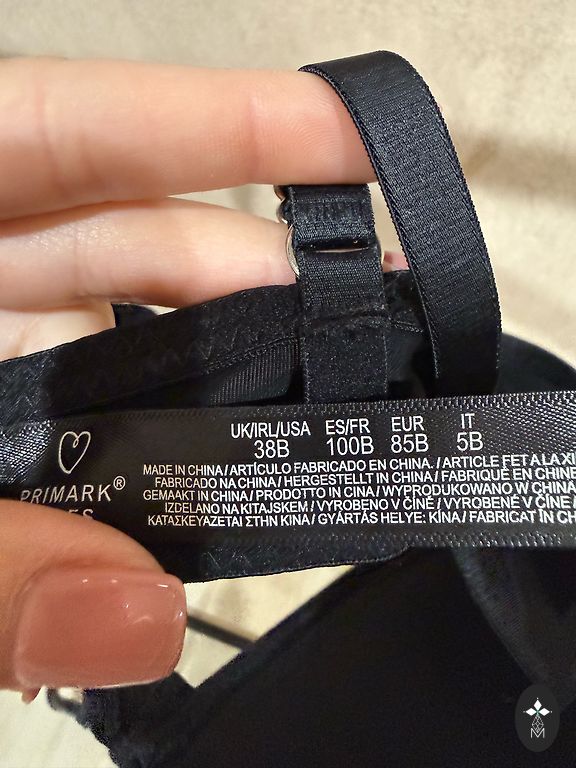 UK/IRL/USA ES/FR EUR IT
38B 100B 85B 5B
PRIMARK®
MADE IN CHINA / ARTÍCULO FABRICADO EN CHINA. / ARTICLE FET A LA XI
FABRICADO NA CHINA / HERGESTELLT IN CHINA / FABRIQUÉ EN CHINE
GEMAAKT IN CHINA / PRODOTTO IN CINA / WYPRODUKOWANO W CHINA
IZDELANO NA KITAJSKEM / VYROBENO V ČÍNĚ / VYROBENÉ V ČÍNE /
ΚΑΤΑΣΚΕΥΑΖΕΤΑΙ ΣΤΗΝ ΚΙΝΑ / GYÁRTÁS HELYE: KÍNA / FABRICAT ÎN CH
M